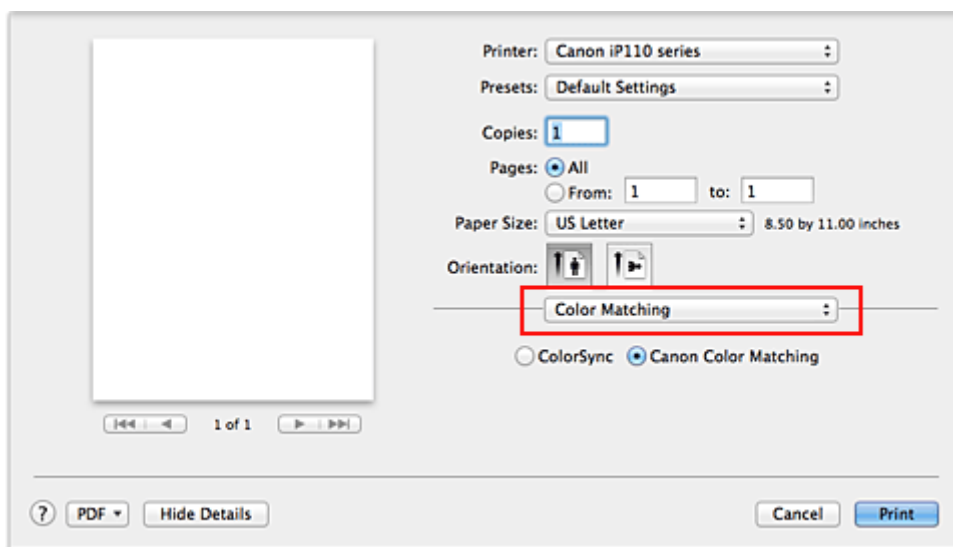 Printer: Canon iP110 series
Presets: Default Settings
Copies: 1
Pages: All
From: 1 to: 1
Paper Size: US Letter 8.50 by 11.00 inches
Orientation:
Color Matching
ColorSync Canon Color Matching
1 of 1
? PDF Hide Details Cancel Print